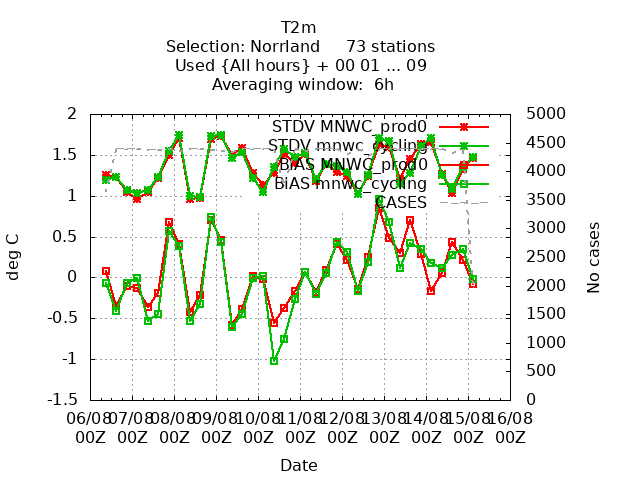 T2m
Selection: Norrland     73 stations
Used {All hours} + 00 01 ... 09
Averaging window:  6h
STDV MNWC_prod0
STDV mnwc_cycling
BIAS MNWC_prod0
BIAS mnwc_cycling
CASES
2
1.5
1
0.5
0
-0.5
-1
-1.5
deg C
5000
4500
4000
3500
3000
2500
2000
1500
1000
500
0
No cases
06/08 07/08 08/08 09/08 10/08 11/08 12/08 13/08 14/08 15/08 16/08
00Z 00Z 00Z 00Z 00Z 00Z 00Z 00Z 00Z 00Z 00Z
Date